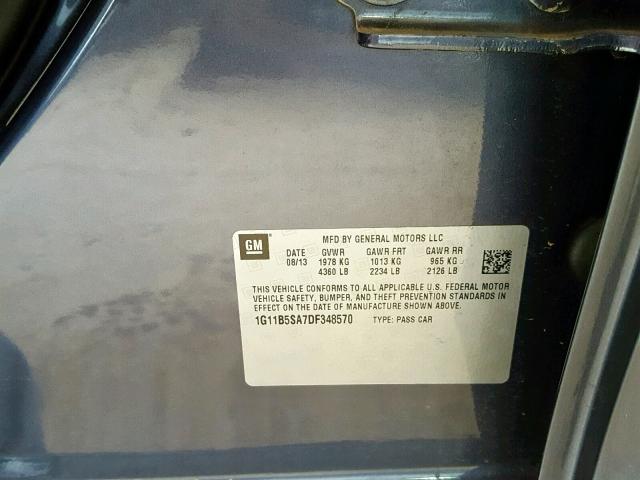 GM
MFD BY GENERAL MOTORS LLC
DATE GVWR GAWR FRT GAWR RR
08/13 1978 KG 1013 KG 965 KG
4360 LB 2234 LB 2126 LB
THIS VEHICLE CONFORMS TO ALL APPLICABLE U.S. FEDERAL MOTOR
VEHICLE SAFETY, BUMPER, AND THEFT PREVENTION STANDARDS IN
EFFECT ON THE DATE OF MANUFACTURE SHOWN ABOVE.
1G11B5SA7DF348570 TYPE: PASS CAR